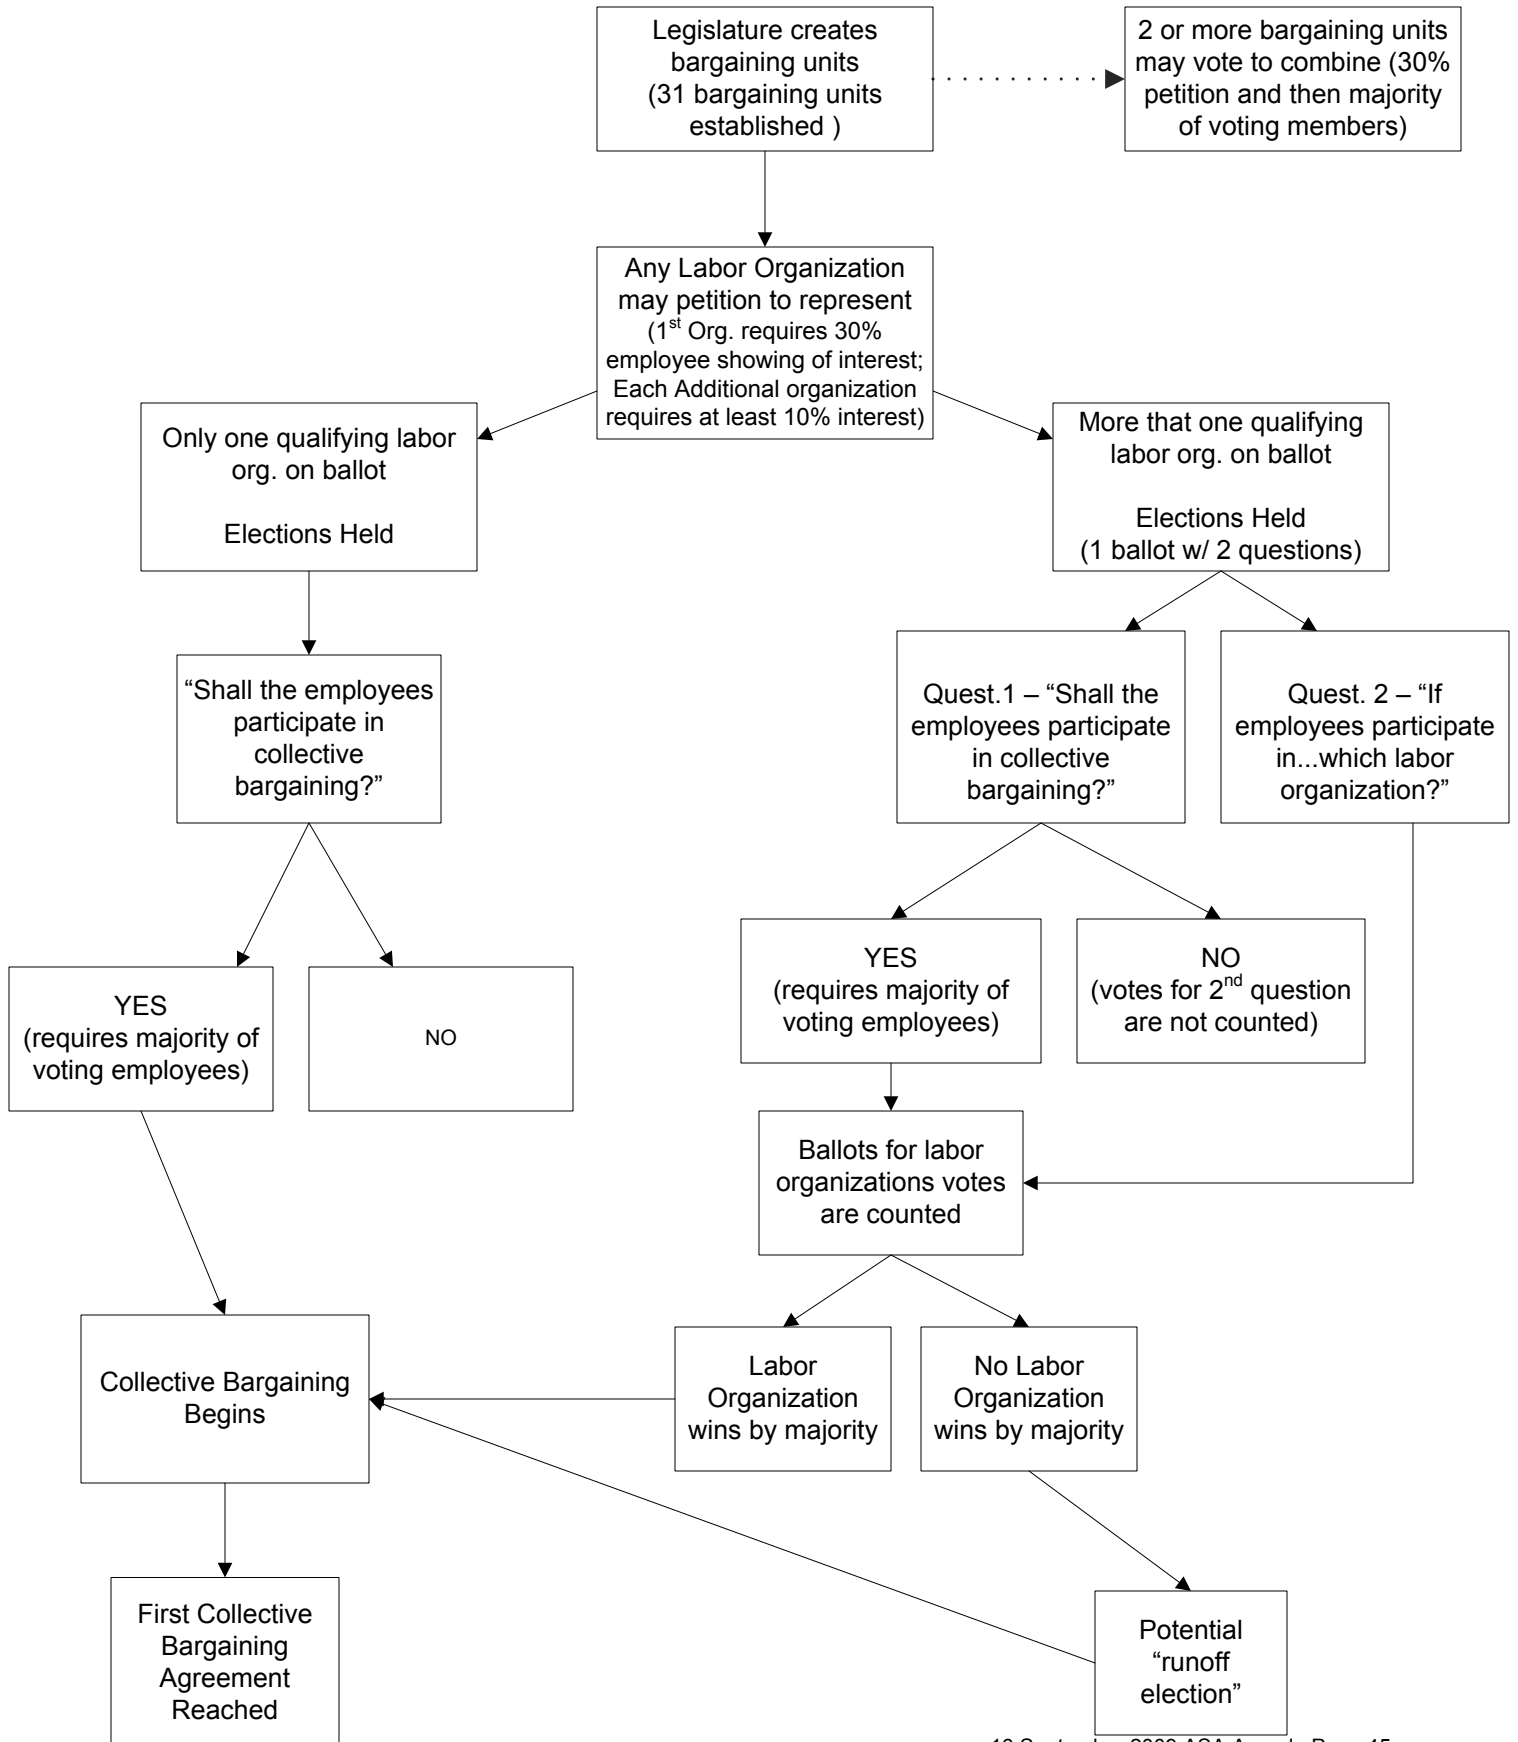 Legislature creates
bargaining units
(31 bargaining units
established )
2 or more bargaining units
may vote to combine (30%
petition and then majority
of voting members)
Any Labor Organization
may petition to represent
(1st Org. requires 30%
employee showing of interest;
Each Additional organization
requires at least 10% interest)
Only one qualifying labor
org. on ballot
Elections Held
More that one qualifying
labor org. on ballot
Elections Held
(1 ballot w/ 2 questions)
“Shall the employees
participate in
collective
bargaining?”
Quest.1 – “Shall the
employees participate
in collective
bargaining?”
Quest. 2 – “If
employees participate
in...which labor
organization?”
YES
(requires majority of
voting employees)
NO
YES
(requires majority of
voting employees)
NO
(votes for 2nd question
are not counted)
Ballots for labor
organizations votes
are counted
Collective Bargaining
Begins
Labor
Organization
wins by majority
No Labor
Organization
wins by majority
First Collective
Bargaining
Agreement
Reached
Potential
“runoff
election”